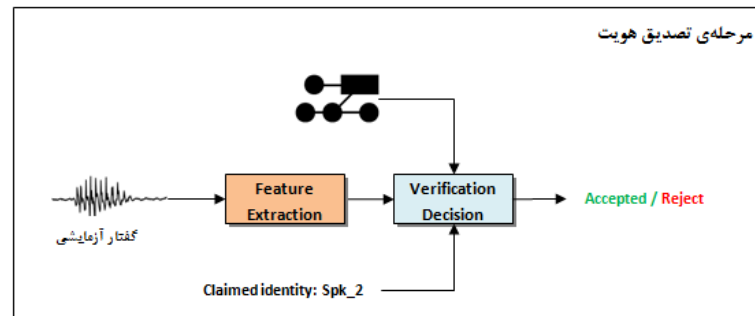 مرحله‌ی تصدیق هویت
Feature
Extraction
Verification
Decision
Accepted / Reject
گفتار آزمایشی
Claimed identity: Spk_2